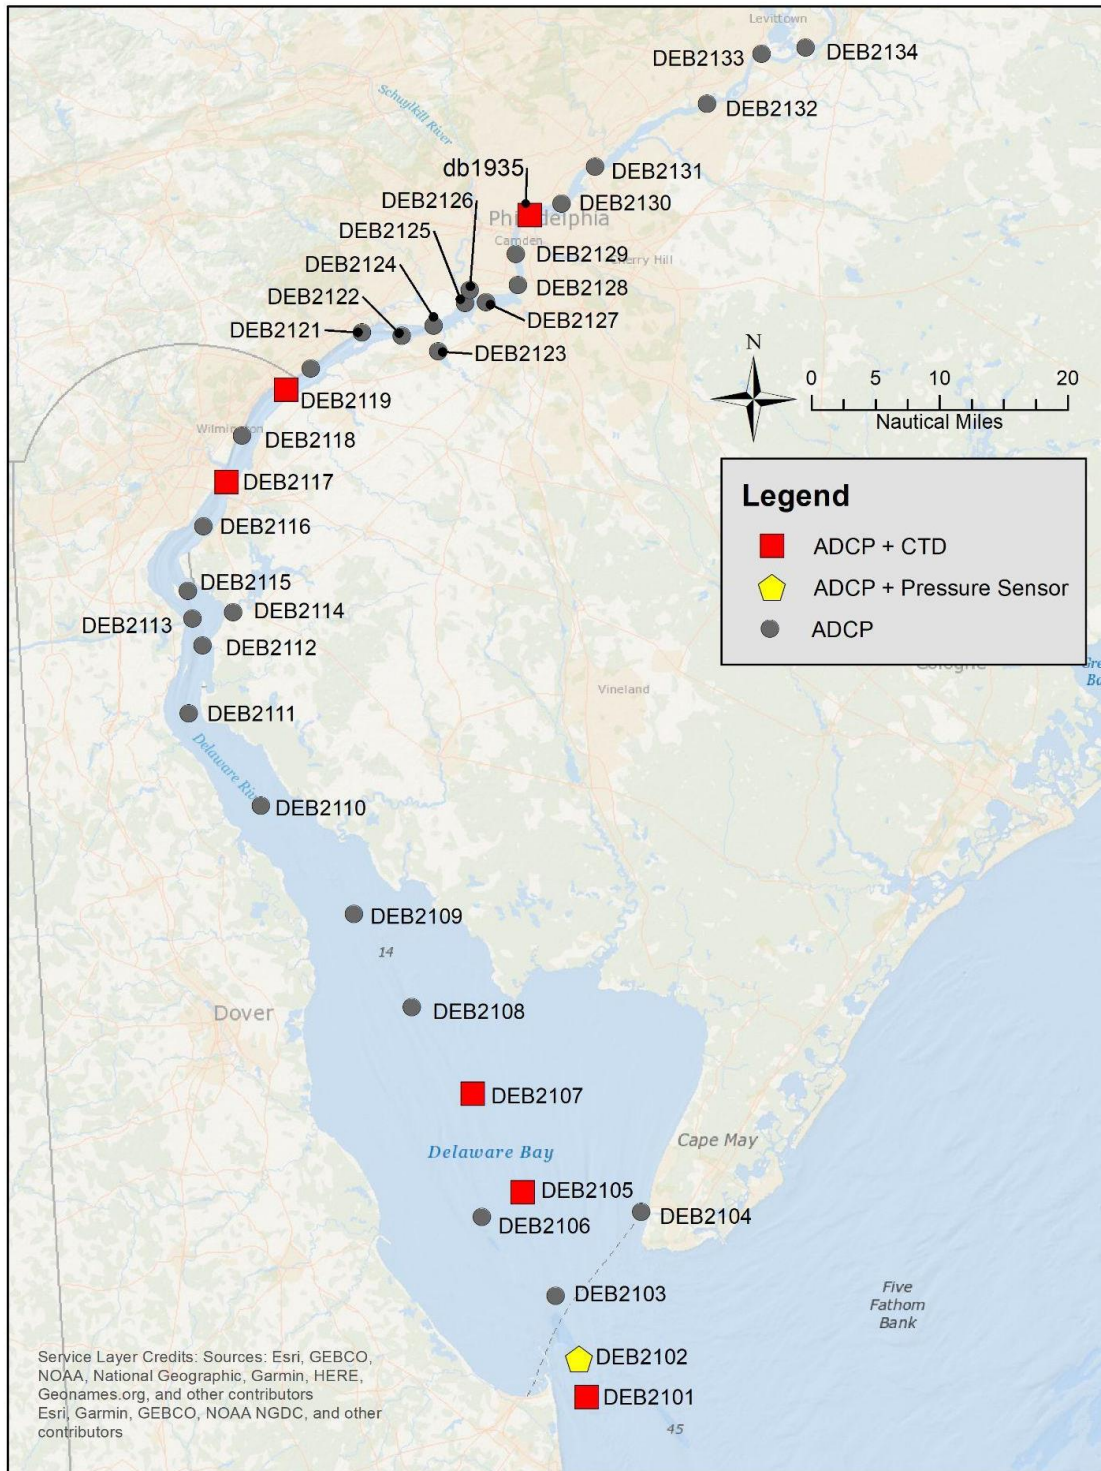 Levittown
DEB2133
DEB2134
DEB2132
Schuylkill River
db1935
DEB2131
DEB2126
DEB2130
Philadelphia
DEB2125
Camden
DEB2129
Cherry Hill
DEB2124
DEB2122
DEB2128
DEB2121
DEB2127
DEB2123
N
0 5 10 20
Nautical Miles
DEB2119
Wilmington
DEB2118
DEB2117
Legend
ADCP + CTD
ADCP + Pressure Sensor
ADCP
DEB2116
DEB2115
DEB2114
DEB2113
DEB2112
Vineland
DEB2111
Delaware River
DEB2110
DEB2109
14
DEB2108
Dover
DEB2107
Cape May
Delaware Bay
DEB2105
DEB2104
DEB2106
DEB2103
Five
Fathom
Bank
DEB2102
DEB2101
45
Service Layer Credits: Sources: Esri, GEBCO,
NOAA, National Geographic, Garmin, HERE,
Geonames.org, and other contributors
Esri, Garmin, GEBCO, NOAA NGDC, and other
contributors